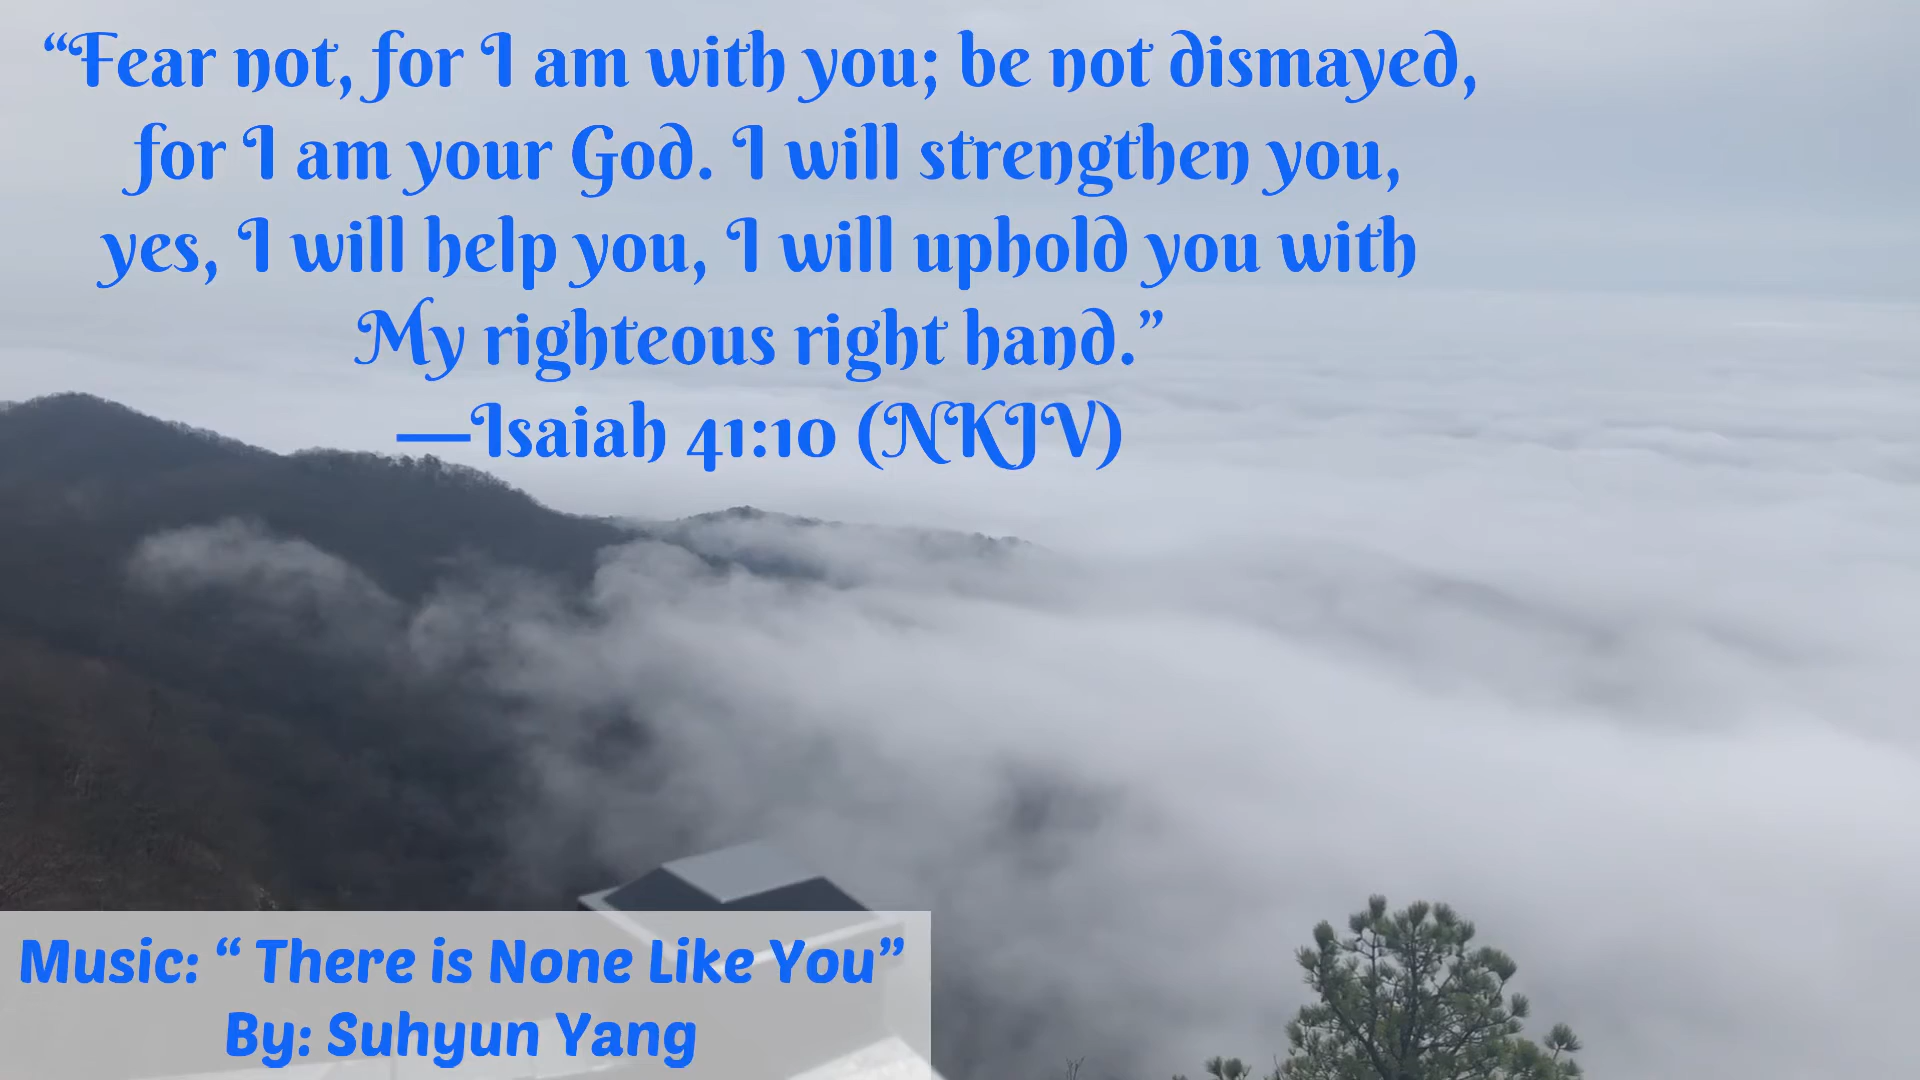 “Fear not, for I am with you; be not dismayed,
for I am your God. I will strengthen you,
yes, I will help you, I will uphold you with
My righteous right hand.”
—Isaiah 41:10 (NKJV)
Music: “ There is None Like You”
By: Suhyun Yang